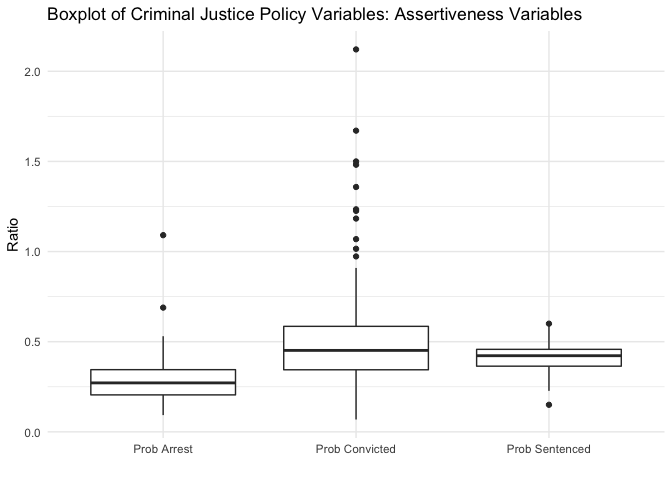 Boxplot of Criminal Justice Policy Variables: Assertiveness Variables
2.0
1.5
1.0
0.5
0.0
Ratio
Prob Arrest
Prob Convicted
Prob Sentenced